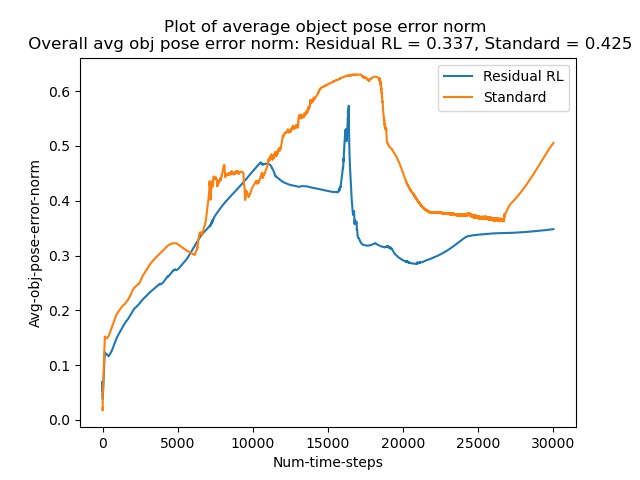 Plot of average object pose error norm
Overall avg obj pose error norm: Residual RL = 0.337, Standard = 0.425
Residual RL
Standard
Avg-obj-pose-error-norm
0.6
0.5
0.4
0.3
0.2
0.1
0.0
0 5000 10000 15000 20000 25000 30000
Num-time-steps